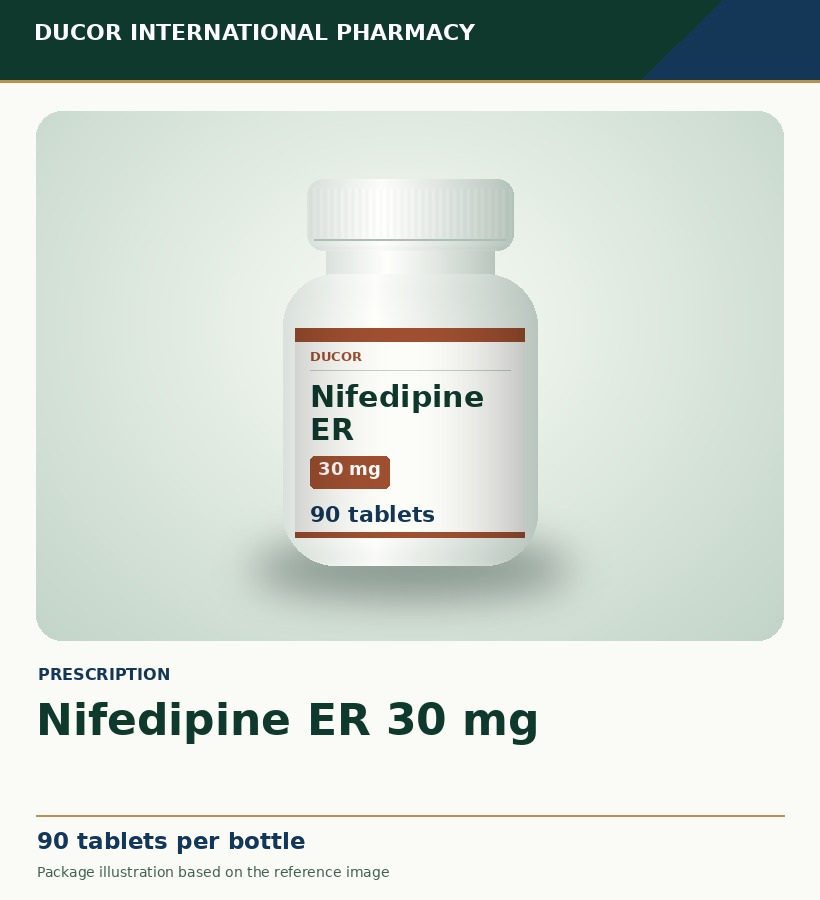 DUCOR INTERNATIONAL PHARMACY
DUCOR
Nifedipine
ER
30 mg
90 tablets
PRESCRIPTION
Nifedipine ER 30 mg
90 tablets per bottle
Package illustration based on the reference image